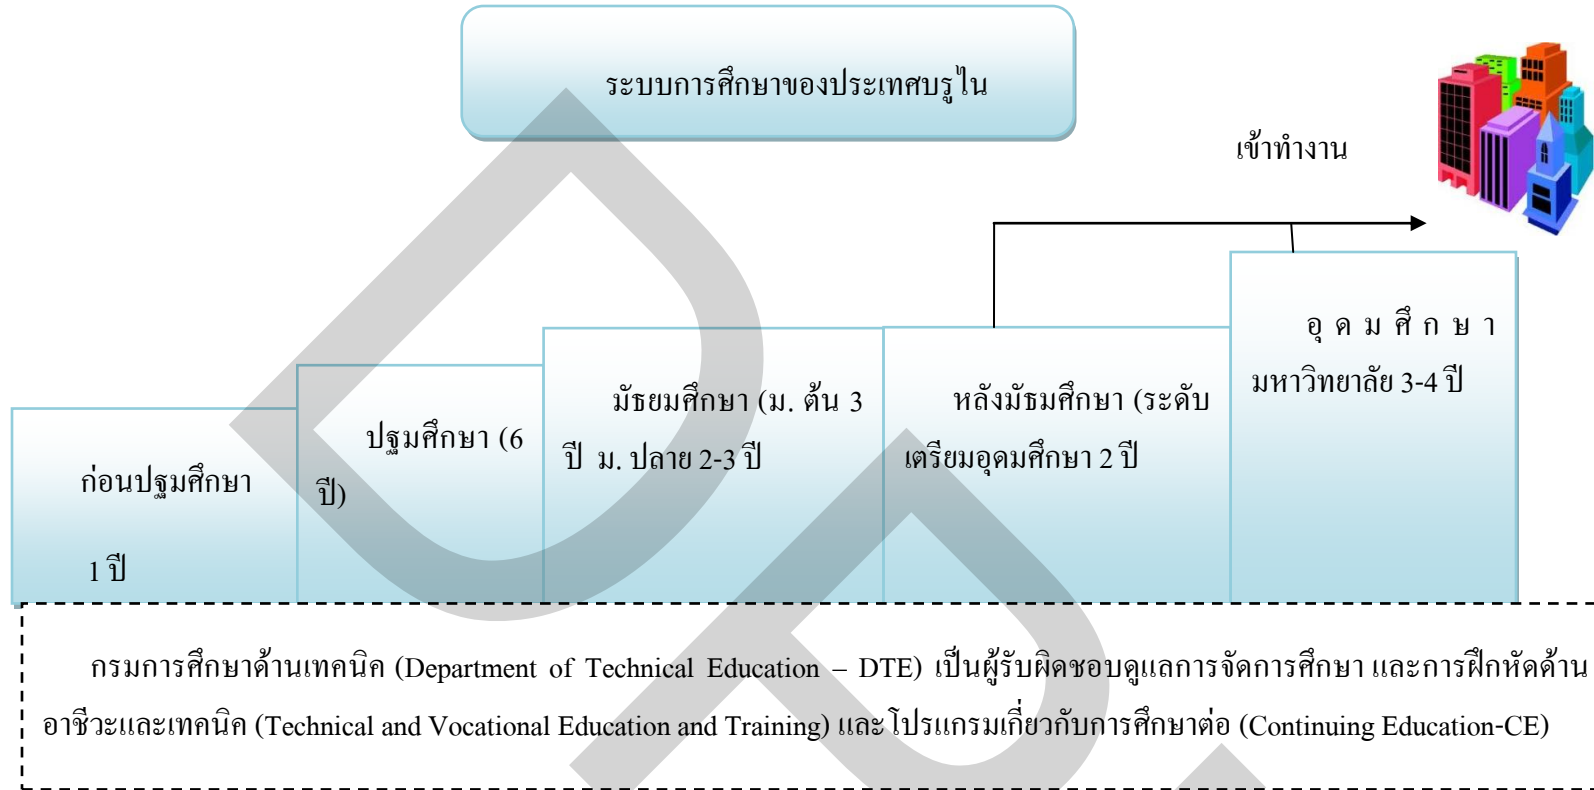 ระบบการศึกษาของประเทศบรูไน
เข้าทำงาน
ก่อนปฐมศึกษา
1 ปี
ปฐมศึกษา (6
ปี)
มัธยมศึกษา (ม. ต้น 3
ปี ม. ปลาย 2-3 ปี
หลังมัธมศึกษา (ระดับ
เตรียมอุดมศึกษา 2 ปี
อุดมศึกษา
มหาวิทยาลัย 3-4 ปี
กรมการศึกษาด้านเทคนิค (Department of Technical Education – DTE) เป็นผู้รับผิดชอบดูแลการจัดการศึกษา และการฝึกหัดด้าน
อาชีวะและเทคนิค (Technical and Vocational Education and Training) และโปรแกรมเกี่ยวกับการศึกษาต่อ (Continuing Education-CE)